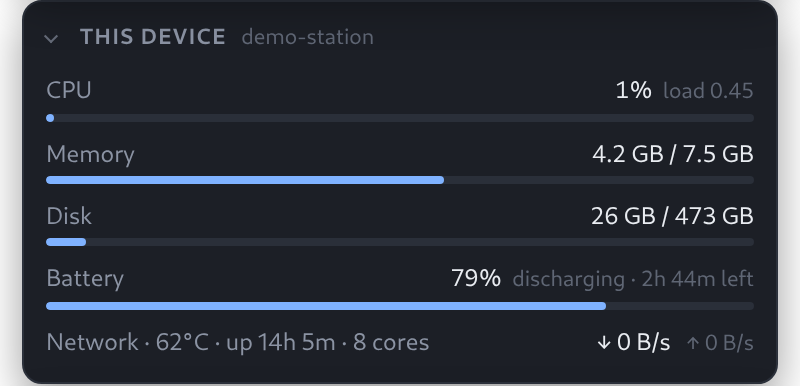 THIS DEVICE demo-station
CPU 1% load 0.45
Memory 4.2 GB / 7.5 GB
Disk 26 GB / 473 GB
Battery 79% discharging · 2h 44m left
Network · 62°C · up 14h 5m · 8 cores ↓ 0 B/s ↑ 0 B/s